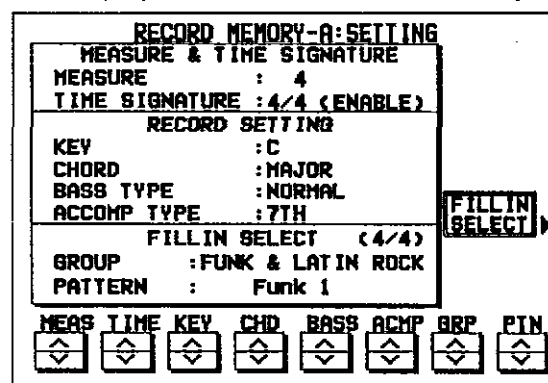 RECORD MEMORY-A:SETTING
MEASURE & TIME SIGNATURE
MEASURE : 4
TIME SIGNATURE :4/4 (ENABLE)
RECORD SETTING
KEY :C
CHORD :MAJOR
BASS TYPE :NORMAL
ACCOMP TYPE :7TH
FILLIN SELECT (4/4)
GROUP :FUNK & LATIN ROCK
PATTERN : Funk 1
FILLIN
SELECT
MEAS TIME KEY CHD BASS ACMP GRP PIN